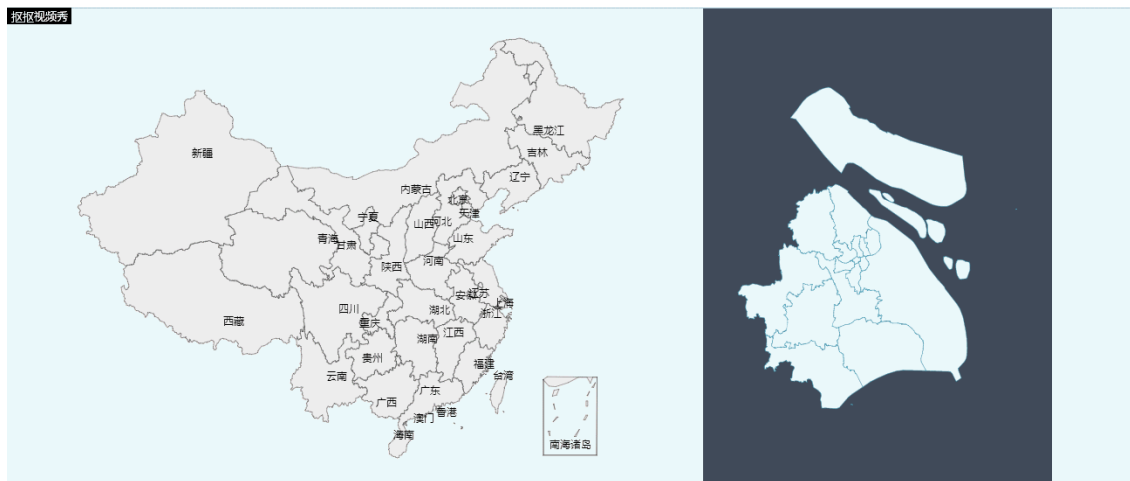 抠抠视频秀
黑龙江
新疆
吉林
辽宁
内蒙古
北京
天津
宁夏
山西
河北
青海
甘肃
山东
陕西
河南
安徽
江苏
上海
四川
湖北
浙江
西藏
重庆
湖南
江西
贵州
福建
云南
台湾
广东
广西
香港
澳门
海南
南海诸岛